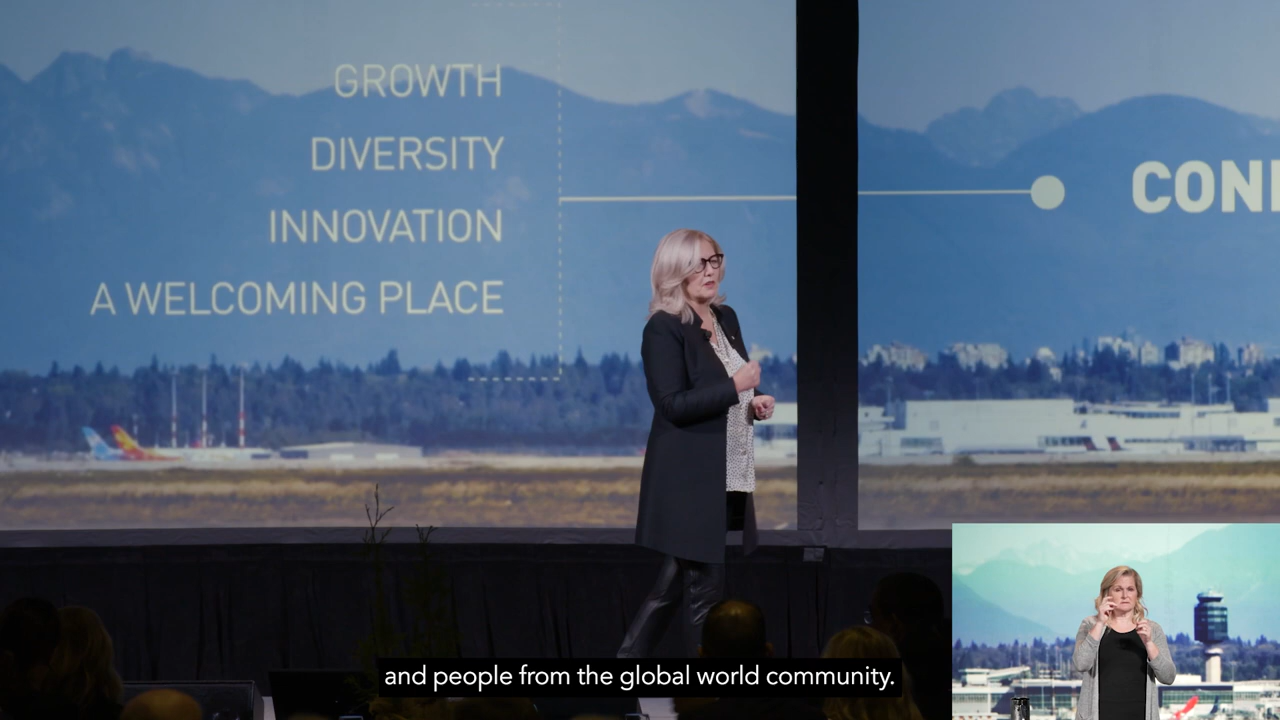 GROWTH
DIVERSITY
INNOVATION
A WELCOMING PLACE
and people from the global world community.